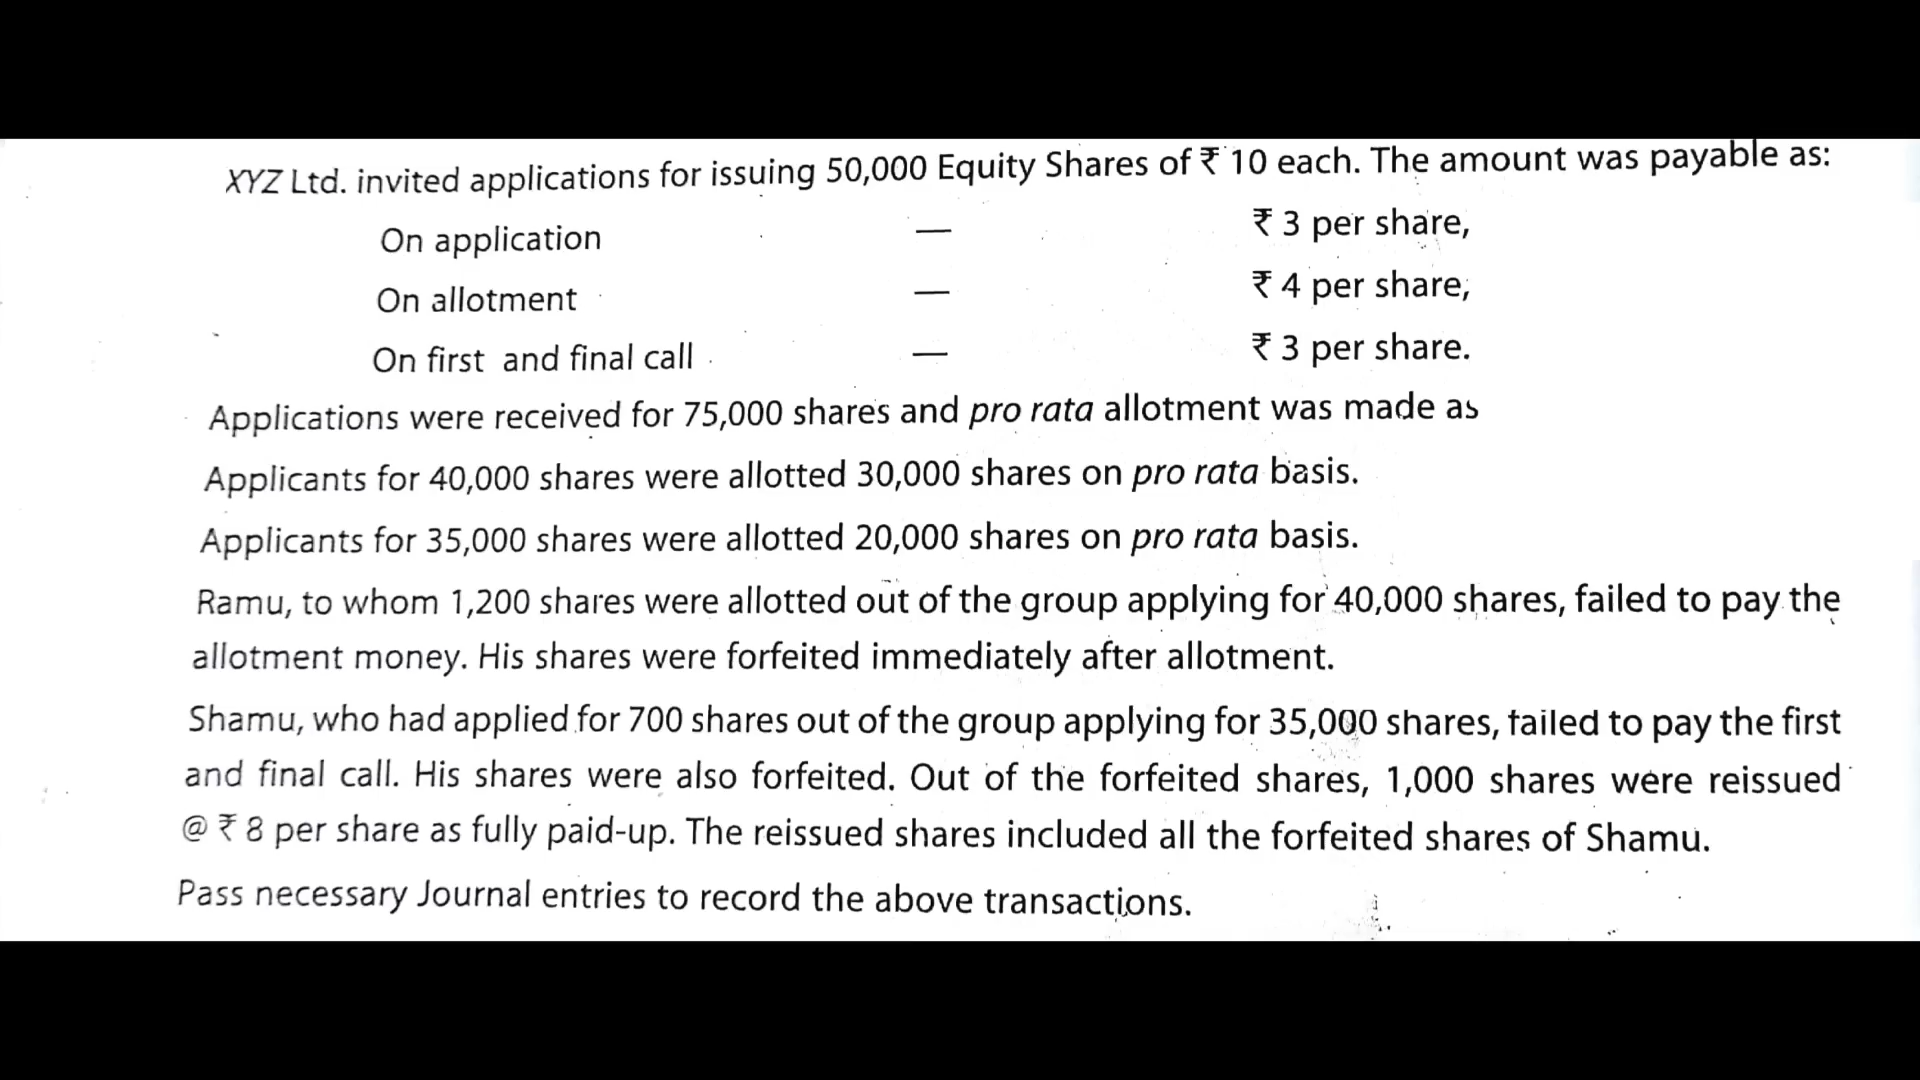 XYZ Ltd. invited applications for issuing 50,000 Equity Shares of ₹ 10 each. The amount was payable as:
On application — ₹ 3 per share,
On allotment — ₹ 4 per share,
On first and final call — ₹ 3 per share.
Applications were received for 75,000 shares and pro rata allotment was made as
Applicants for 40,000 shares were allotted 30,000 shares on pro rata basis.
Applicants for 35,000 shares were allotted 20,000 shares on pro rata basis.
Ramu, to whom 1,200 shares were allotted out of the group applying for 40,000 shares, failed to pay the
allotment money. His shares were forfeited immediately after allotment.
Shamu, who had applied for 700 shares out of the group applying for 35,000 shares, failed to pay the first
and final call. His shares were also forfeited. Out of the forfeited shares, 1,000 shares were reissued
@ ₹ 8 per share as fully paid-up. The reissued shares included all the forfeited shares of Shamu.
Pass necessary Journal entries to record the above transactions.